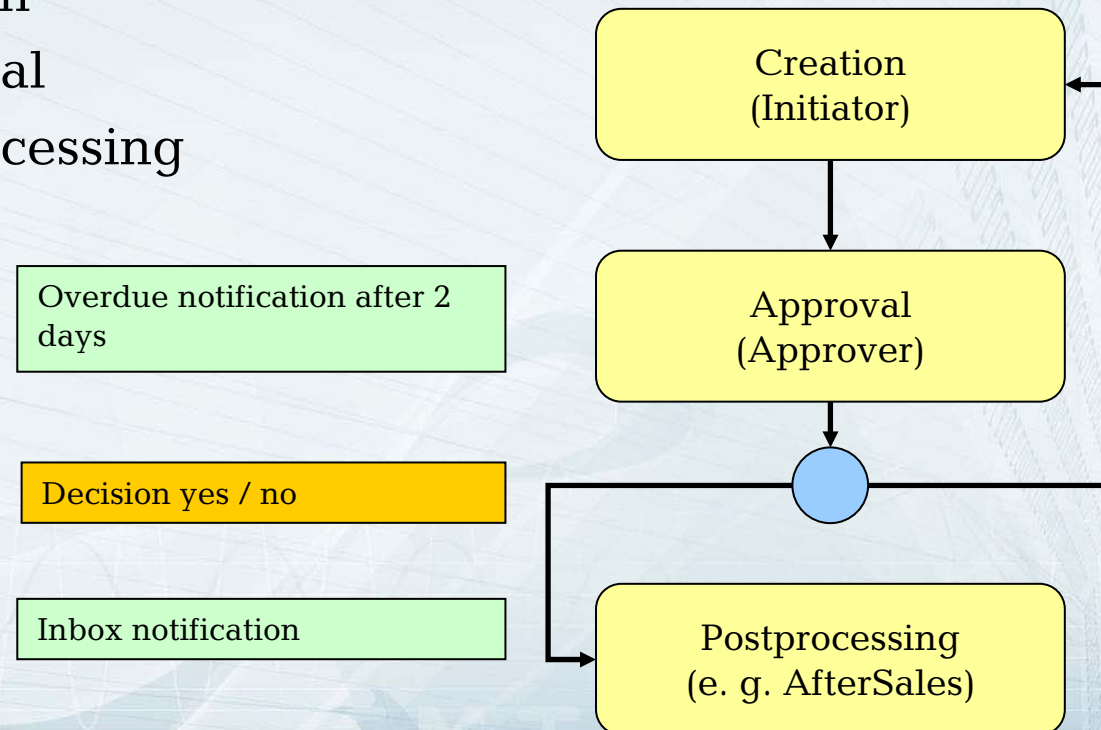 al
cessing
Creation
(Initiator)
Overdue notification after 2
days
Approval
(Approver)
Decision yes / no
Inbox notification
Postprocessing
(e. g. AfterSales)